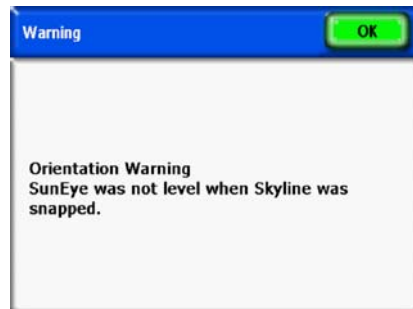 Warning
OK
Orientation Warning
SunEye was not level when Skyline was
snapped.